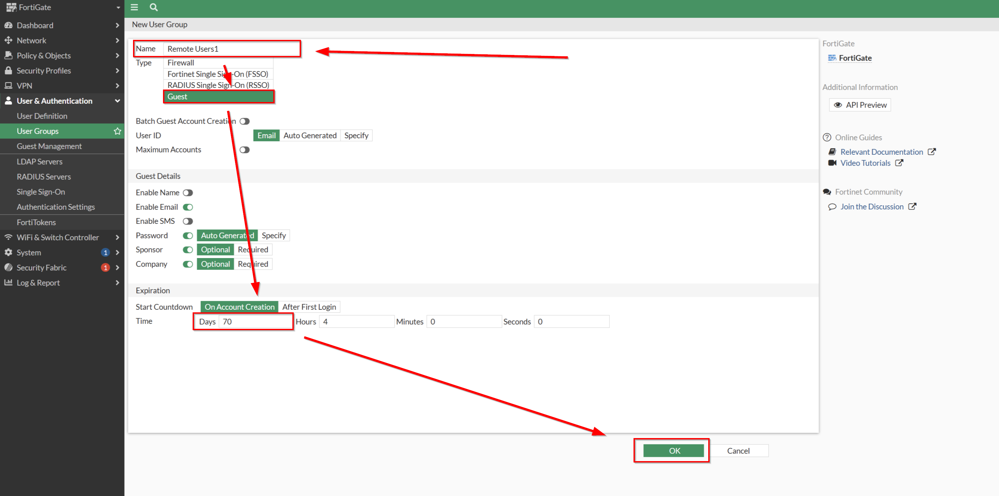 FortiGate
Dashboard
Network
Policy & Objects
Security Profiles
VPN
User & Authentication
User Definition
User Groups
Guest Management
LDAP Servers
RADIUS Servers
Single Sign-On
Authentication Settings
FortiTokens
WiFi & Switch Controller
System 1
Security Fabric 1
Log & Report
New User Group
Name Remote Users1
Type Firewall
Fortinet Single Sign-On (FSSO)
RADIUS Single Sign-On (RSSO)
Guest
Batch Guest Account Creation
User ID Email Auto Generated Specify
Maximum Accounts
Guest Details
Enable Name
Enable Email
Enable SMS
Password Auto Generated Specify
Sponsor Optional Required
Company Optional Required
Expiration
Start Countdown On Account Creation After First Login
Time Days 70 Hours 4 Minutes 0 Seconds 0
OK Cancel
FortiGate
FortiGate
Additional Information
API Preview
Online Guides
Relevant Documentation
Video Tutorials
Fortinet Community
Join the Discussion